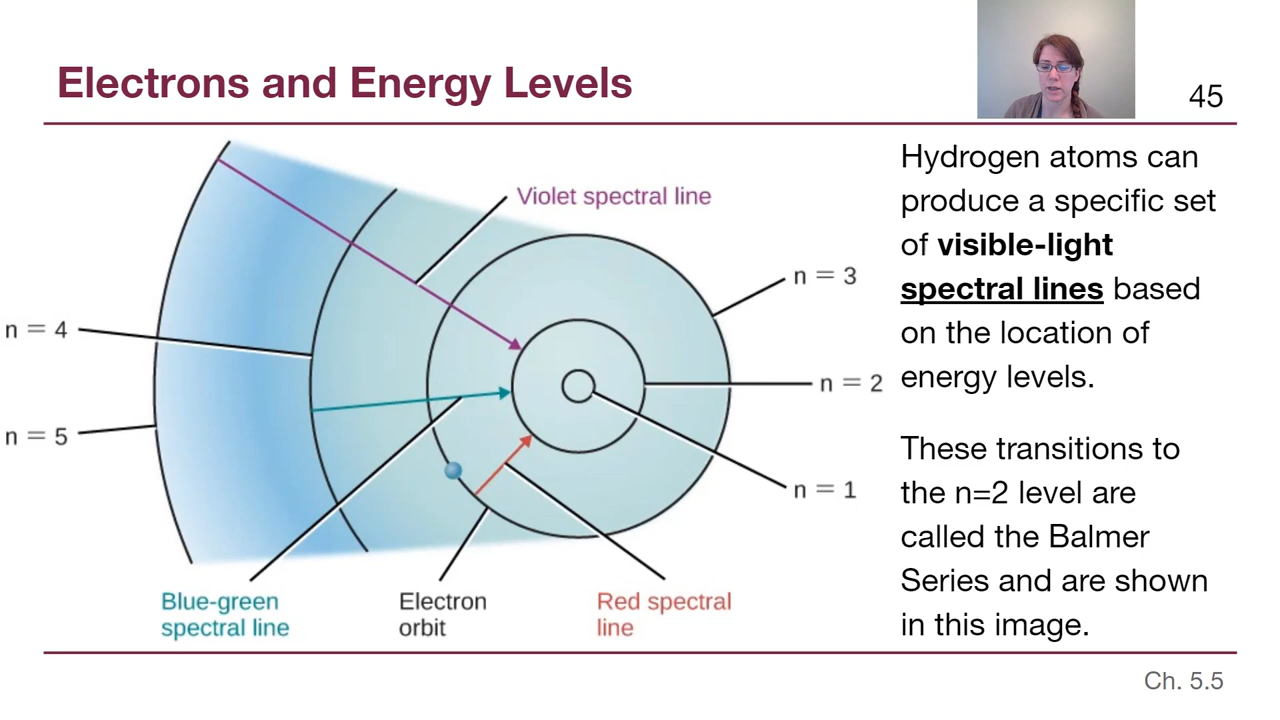 Electrons and Energy Levels
45
Violet spectral line
n = 3
n = 4
n = 2
n = 5
n = 1
Blue-green
spectral line
Electron
orbit
Red spectral
line
Hydrogen atoms can
produce a specific set
of visible-light
spectral lines based
on the location of
energy levels.
These transitions to
the n=2 level are
called the Balmer
Series and are shown
in this image.
Ch. 5.5